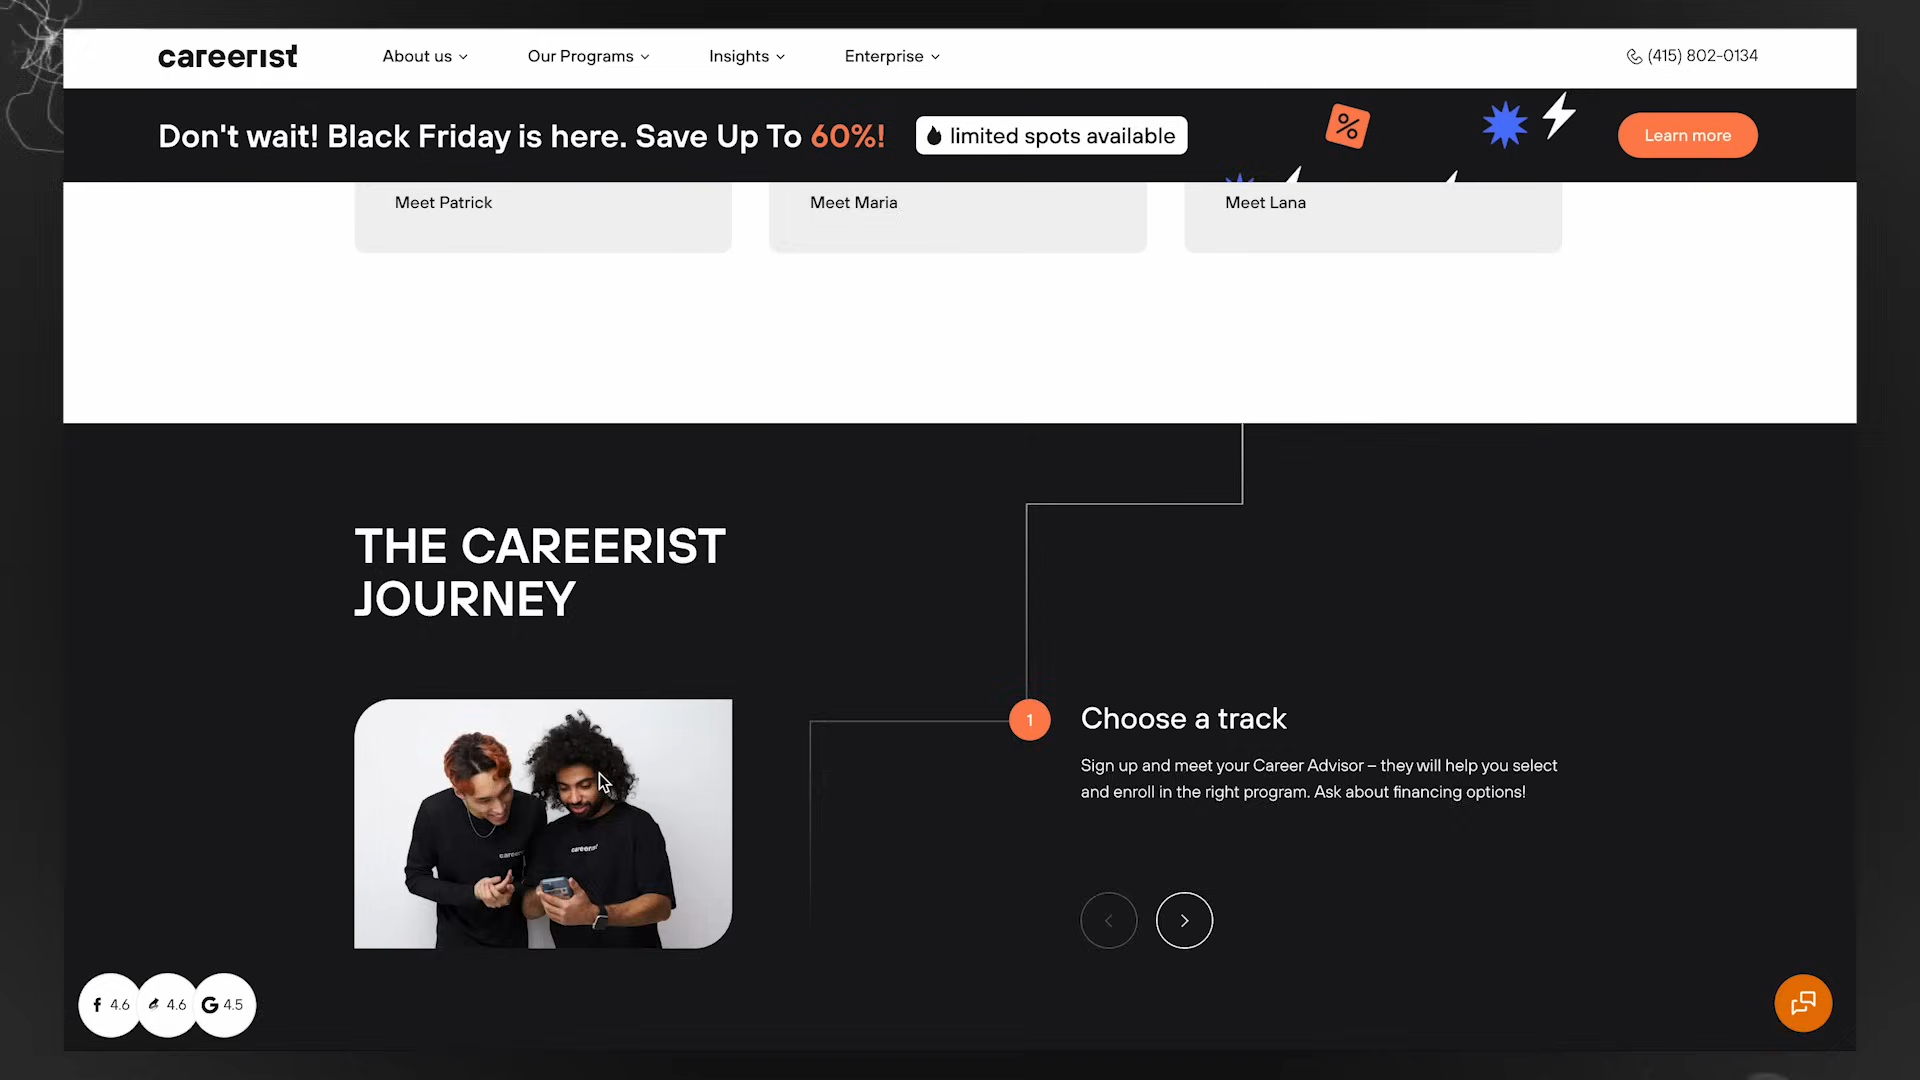 careerist
About us
Our Programs
Insights
Enterprise
(415) 802-0134
Don't wait! Black Friday is here. Save Up To 60%!
limited spots available
%
Learn more
Meet Patrick
Meet Maria
Meet Lana
THE CAREERIST
JOURNEY
1
Choose a track
Sign up and meet your Career Advisor – they will help you select
and enroll in the right program. Ask about financing options!
careerist
f 4.6
4.6
G 4.5